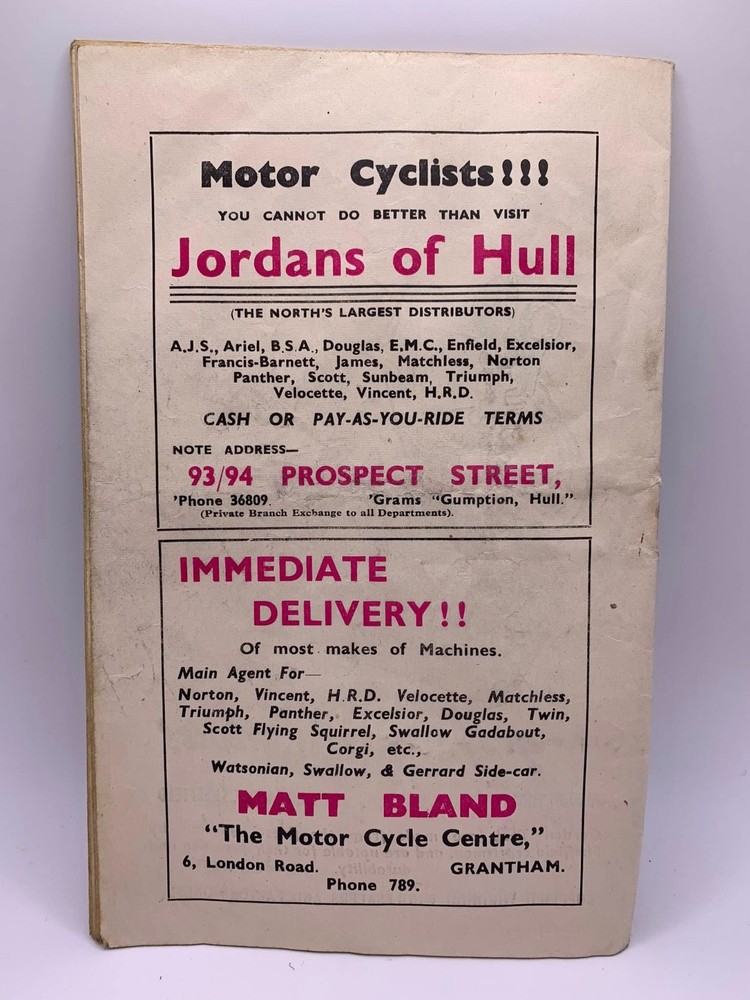 Motor Cyclists!!!
YOU CANNOT DO BETTER THAN VISIT
Jordans of Hull
(THE NORTH'S LARGEST DISTRIBUTORS)
A.J.S., Ariel, B.S.A., Douglas, E.M.C., Enfield, Excelsior,
Francis-Barnett, James, Matchless, Norton
Panther, Scott, Sunbeam, Triumph,
Velocette, Vincent, H.R.D.
CASH OR PAY-AS-YOU-RIDE TERMS
NOTE ADDRESS—
93/94 PROSPECT STREET,
'Phone 36809. 'Grams "Gumption, Hull."
(Private Branch Exchange to all Departments).
IMMEDIATE
DELIVERY!!
Of most makes of Machines.
Main Agent For—
Norton, Vincent, H.R.D. Velocette, Matchless,
Triumph, Panther, Excelsior, Douglas, Twin,
Scott Flying Squirrel, Swallow Gadabout,
Corgi, etc.,
Watsonian, Swallow, & Gerrard Side-car.
MATT BLAND
"The Motor Cycle Centre,"
6, London Road. GRANTHAM.
Phone 789.